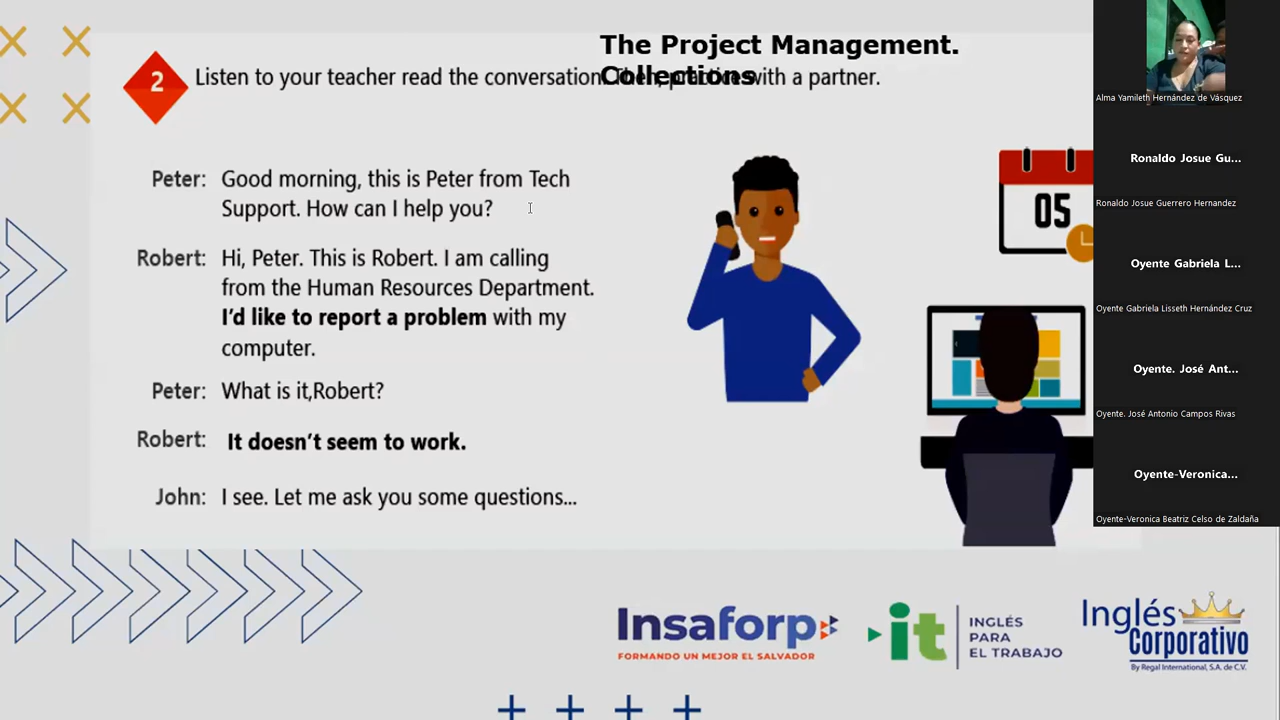 The Project Management.
Collections
2 Listen to your teacher read the conversation. Then, practice with a partner.
Peter: Good morning, this is Peter from Tech
Support. How can I help you?
Robert: Hi, Peter. This is Robert. I am calling
from the Human Resources Department.
I'd like to report a problem with my
computer.
Peter: What is it,Robert?
Robert: It doesn't seem to work.
John: I see. Let me ask you some questions...
05
Insaforp
FORMANDO UN MEJOR EL SALVADOR
it
INGLÉS
PARA
EL TRABAJO
Inglés
Corporativo
By Regal International, S.A. de C.V.
Alma Yamileth Hernández de Vásquez
Ronaldo Josue Gu...
Ronaldo Josue Guerrero Hernandez
Oyente Gabriela L...
Oyente Gabriela Lisseth Hernández Cruz
Oyente. José Ant...
Oyente. José Antonio Campos Rivas
Oyente-Veronica...
Oyente-Veronica Beatriz Celso de Zaldaña